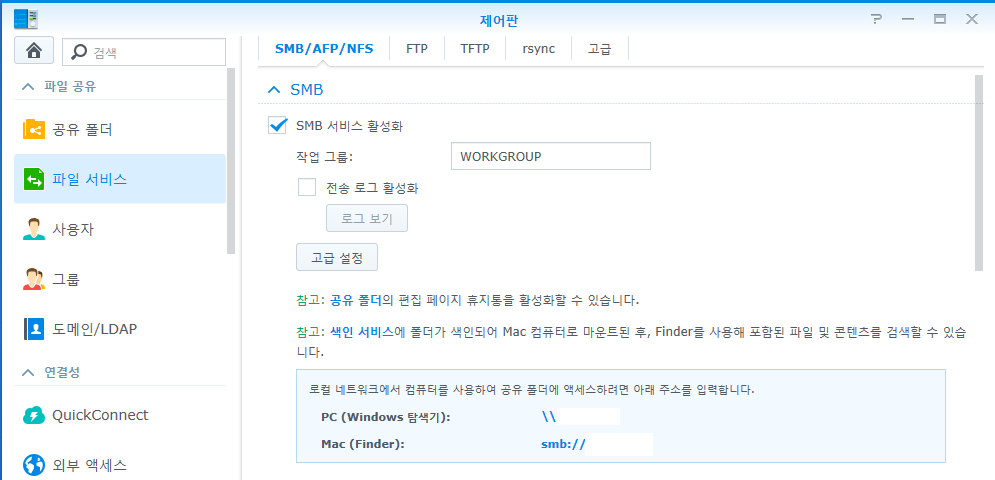 제어판
검색
파일 공유
공유 폴더
파일 서비스
사용자
그룹
도메인/LDAP
연결성
QuickConnect
외부 액세스
SMB/AFP/NFS
FTP
TFTP
rsync
고급
SMB
SMB 서비스 활성화
작업 그룹: WORKGROUP
전송 로그 활성화
로그 보기
고급 설정
참고: 공유 폴더의 편집 페이지 휴지통을 활성화할 수 있습니다.
참고: 색인 서비스에 폴더가 색인되어 Mac 컴퓨터로 마운트된 후, Finder를 사용해 포함된 파일 및 콘텐츠를 검색할 수 있습
니다.
로컬 네트워크에서 컴퓨터를 사용하여 공유 폴더에 액세스하려면 아래 주소를 입력합니다.
PC (Windows 탐색기): \\
Mac (Finder): smb://